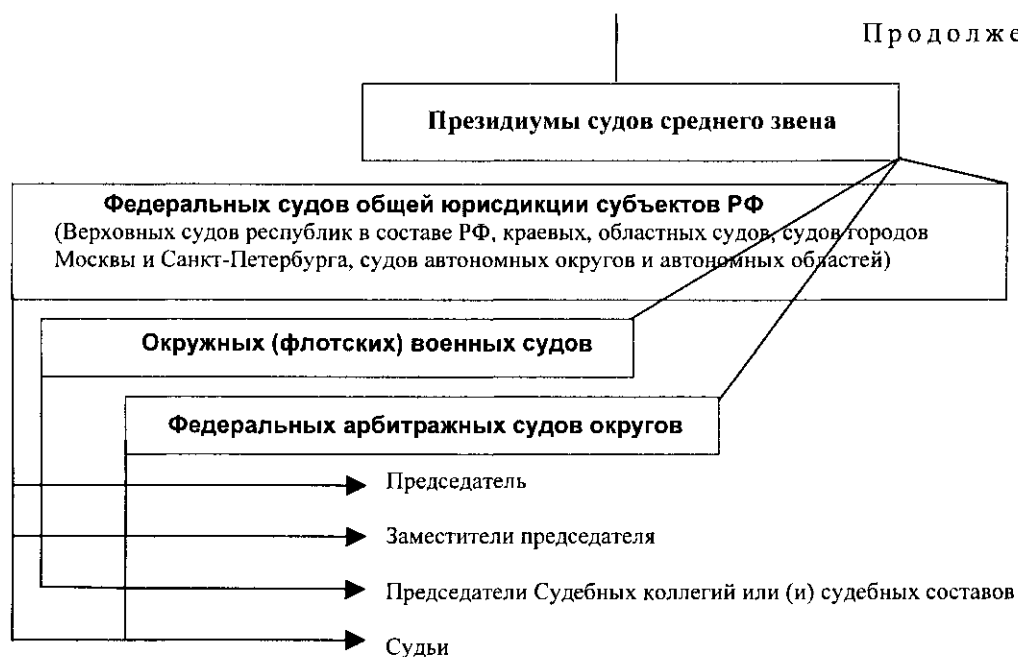 Продолже
Президиумы судов среднего звена
Федеральных судов общей юрисдикции субъектов РФ
(Верховных судов республик в составе РФ, краевых, областных судов, судов городов
Москвы и Санкт-Петербурга, судов автономных округов и автономных областей)
Окружных (флотских) военных судов
Федеральных арбитражных судов округов
Председатель
Заместители председателя
Председатели Судебных коллегий или (и) судебных составов
Судьи